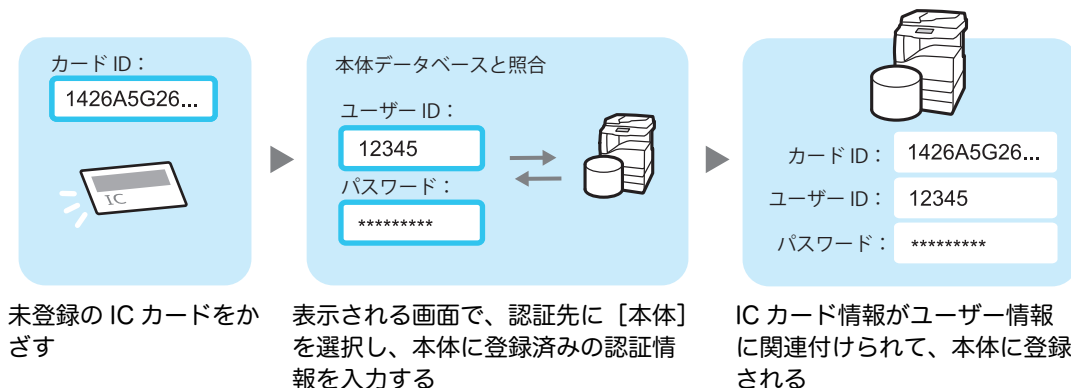 カード ID：
1426A5G26...
IC
未登録の IC カードをか
ざす
本体データベースと照合
ユーザー ID：
12345
パスワード：
*********
表示される画面で、認証先に［本体］
を選択し、本体に登録済みの認証情
報を入力する
カード ID： 1426A5G26...
ユーザー ID： 12345
パスワード： *********
IC カード情報がユーザー情報
に関連付けられて、本体に登録
される